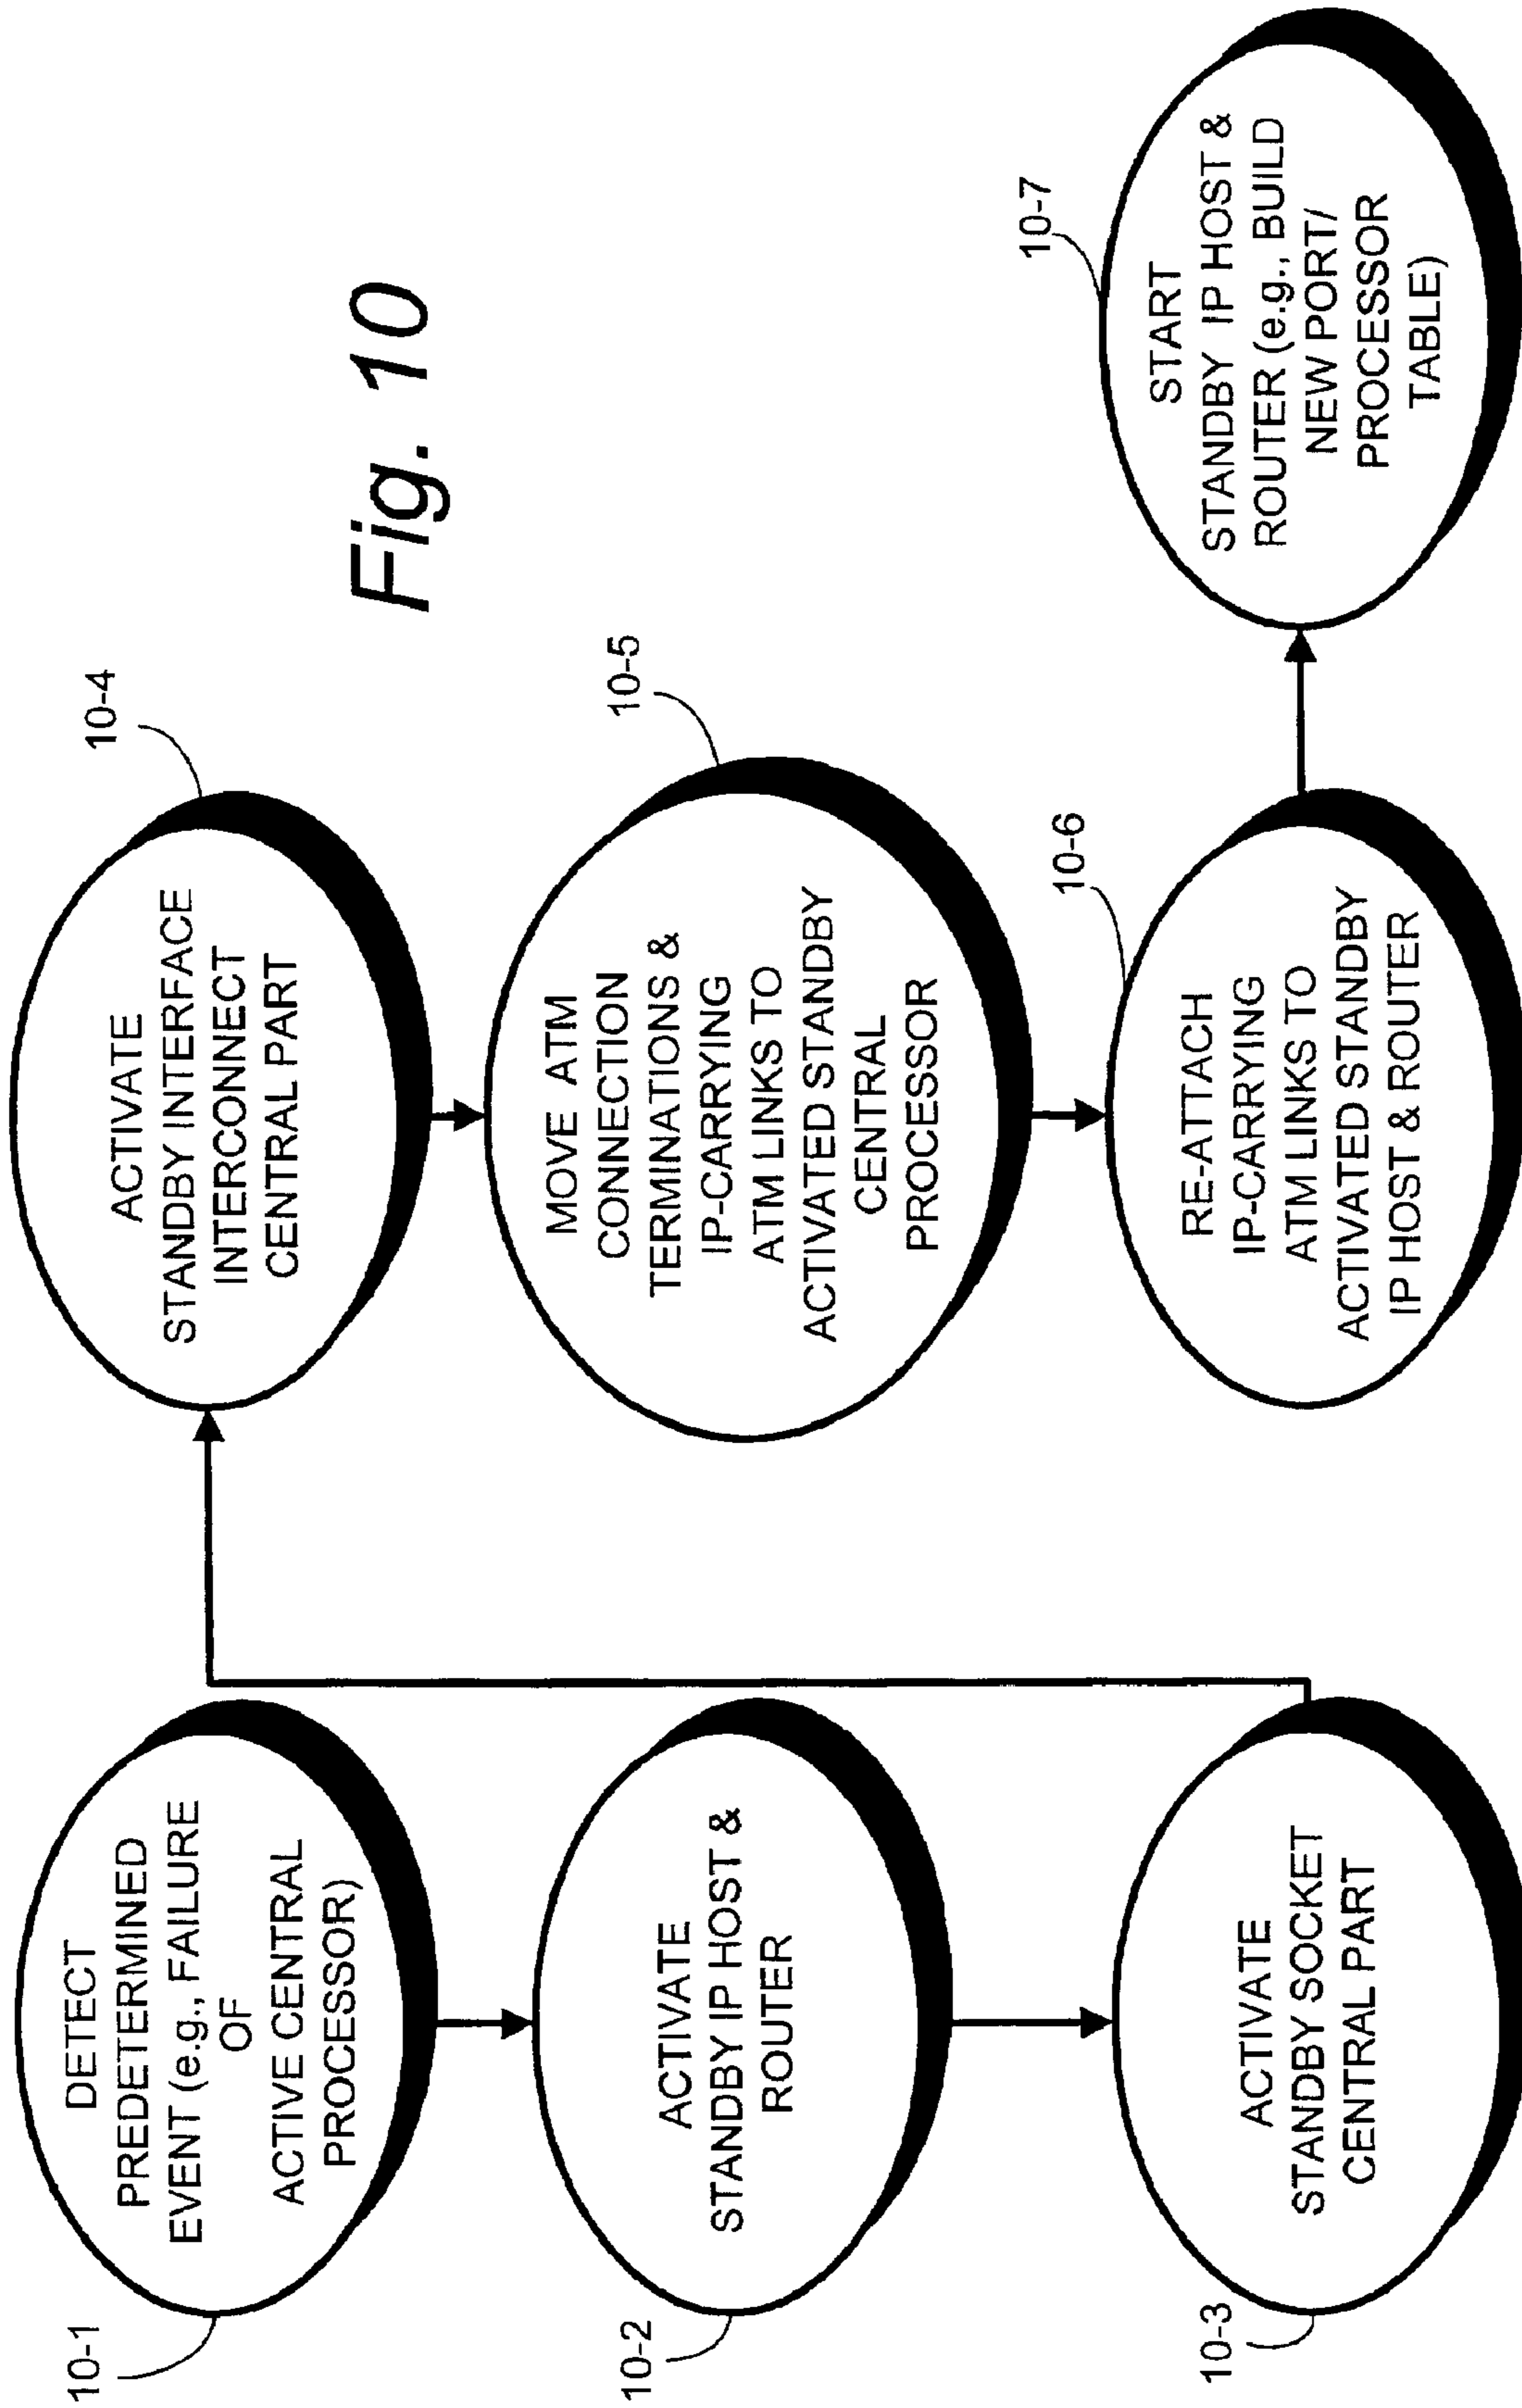 10-1
DETECT
PREDETERMINED
EVENT (e.g., FAILURE
OF
ACTIVE CENTRAL
PROCESSOR)
10-2
ACTIVATE
STANDBY IP HOST &
ROUTER
10-3
ACTIVATE
STANDBY SOCKET
CENTRAL PART
10-4
ACTIVATE
STANDBY INTERFACE
INTERCONNECT
CENTRAL PART
10-5
MOVE ATM
CONNECTION
TERMINATIONS &
IP-CARRYING
ATM LINKS TO
ACTIVATED STANDBY
CENTRAL
PROCESSOR
10-6
RE-ATTACH
IP-CARRYING
ATM LINKS TO
ACTIVATED STANDBY
IP HOST & ROUTER
10-7
START
STANDBY IP HOST &
ROUTER (e.g., BUILD
NEW PORT/
PROCESSOR
TABLE)
Fig. 10